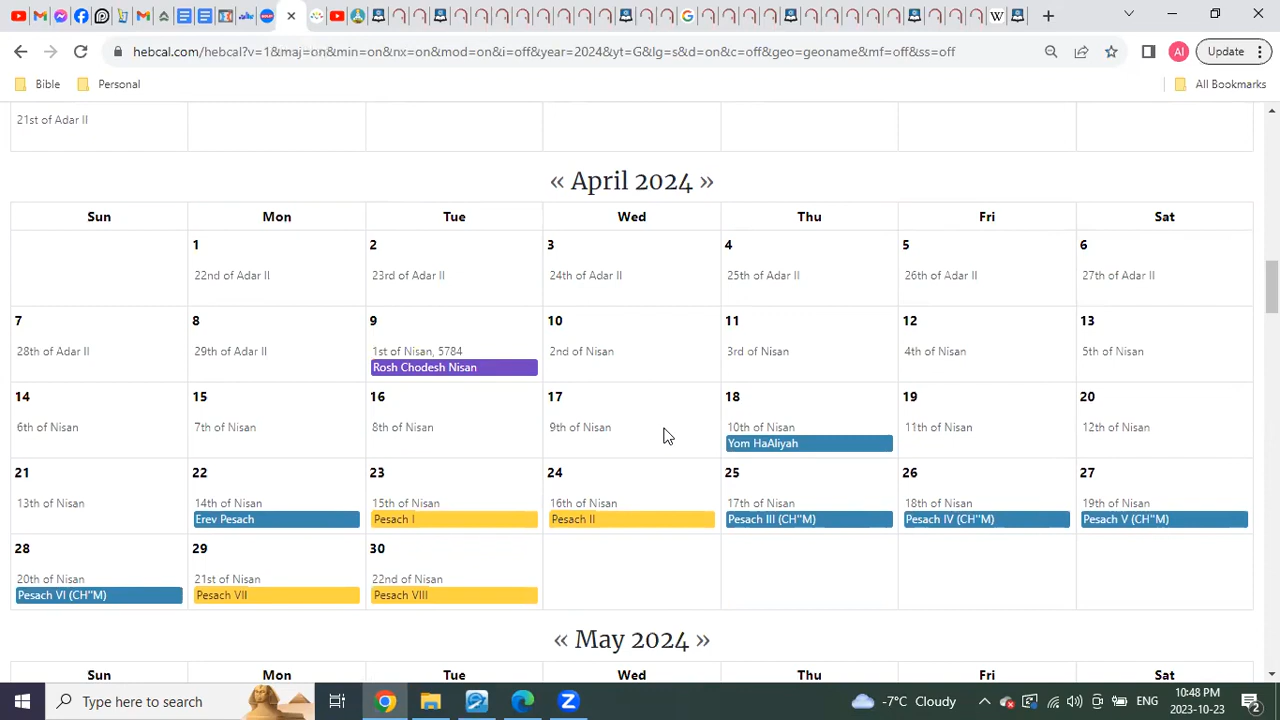 hebcal.com/hebcal?v=1&maj=on&min=on&nx=on&mod=on&i=off&year=2024&yt=G&lg=s&d=on&c=off&geo=geoname&mf=off&ss=off
AI
Update
Bible
Personal
All Bookmarks
21st of Adar II
« April 2024 »
Sun Mon Tue Wed Thu Fri Sat
1 2 3 4 5 6
22nd of Adar II 23rd of Adar II 24th of Adar II 25th of Adar II 26th of Adar II 27th of Adar II
7 8 9 10 11 12 13
28th of Adar II 29th of Adar II 1st of Nisan, 5784 2nd of Nisan 3rd of Nisan 4th of Nisan 5th of Nisan
Rosh Chodesh Nisan
14 15 16 17 18 19 20
6th of Nisan 7th of Nisan 8th of Nisan 9th of Nisan 10th of Nisan 11th of Nisan 12th of Nisan
Yom HaAliyah
21 22 23 24 25 26 27
13th of Nisan 14th of Nisan 15th of Nisan 16th of Nisan 17th of Nisan 18th of Nisan 19th of Nisan
Erev Pesach Pesach I Pesach II Pesach III (CH"M) Pesach IV (CH"M) Pesach V (CH"M)
28 29 30
20th of Nisan 21st of Nisan 22nd of Nisan
Pesach VI (CH"M) Pesach VII Pesach VIII
« May 2024 »
Sun Mon Tue Wed Thu Fri Sat
Type here to search
-7°C Cloudy
ENG
10:48 PM
2023-10-23
2